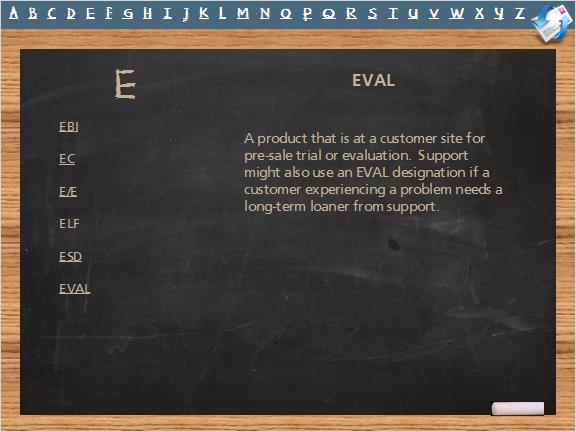 A B C D E F G H I J K L M N O P Q R S T U V W X Y Z
E
EBI
EC
E/E
ELF
ESD
EVAL
EVAL
A product that is at a customer site for
pre-sale trial or evaluation.  Support
might also use an EVAL designation if a
customer experiencing a problem needs a
long-term loaner from support.